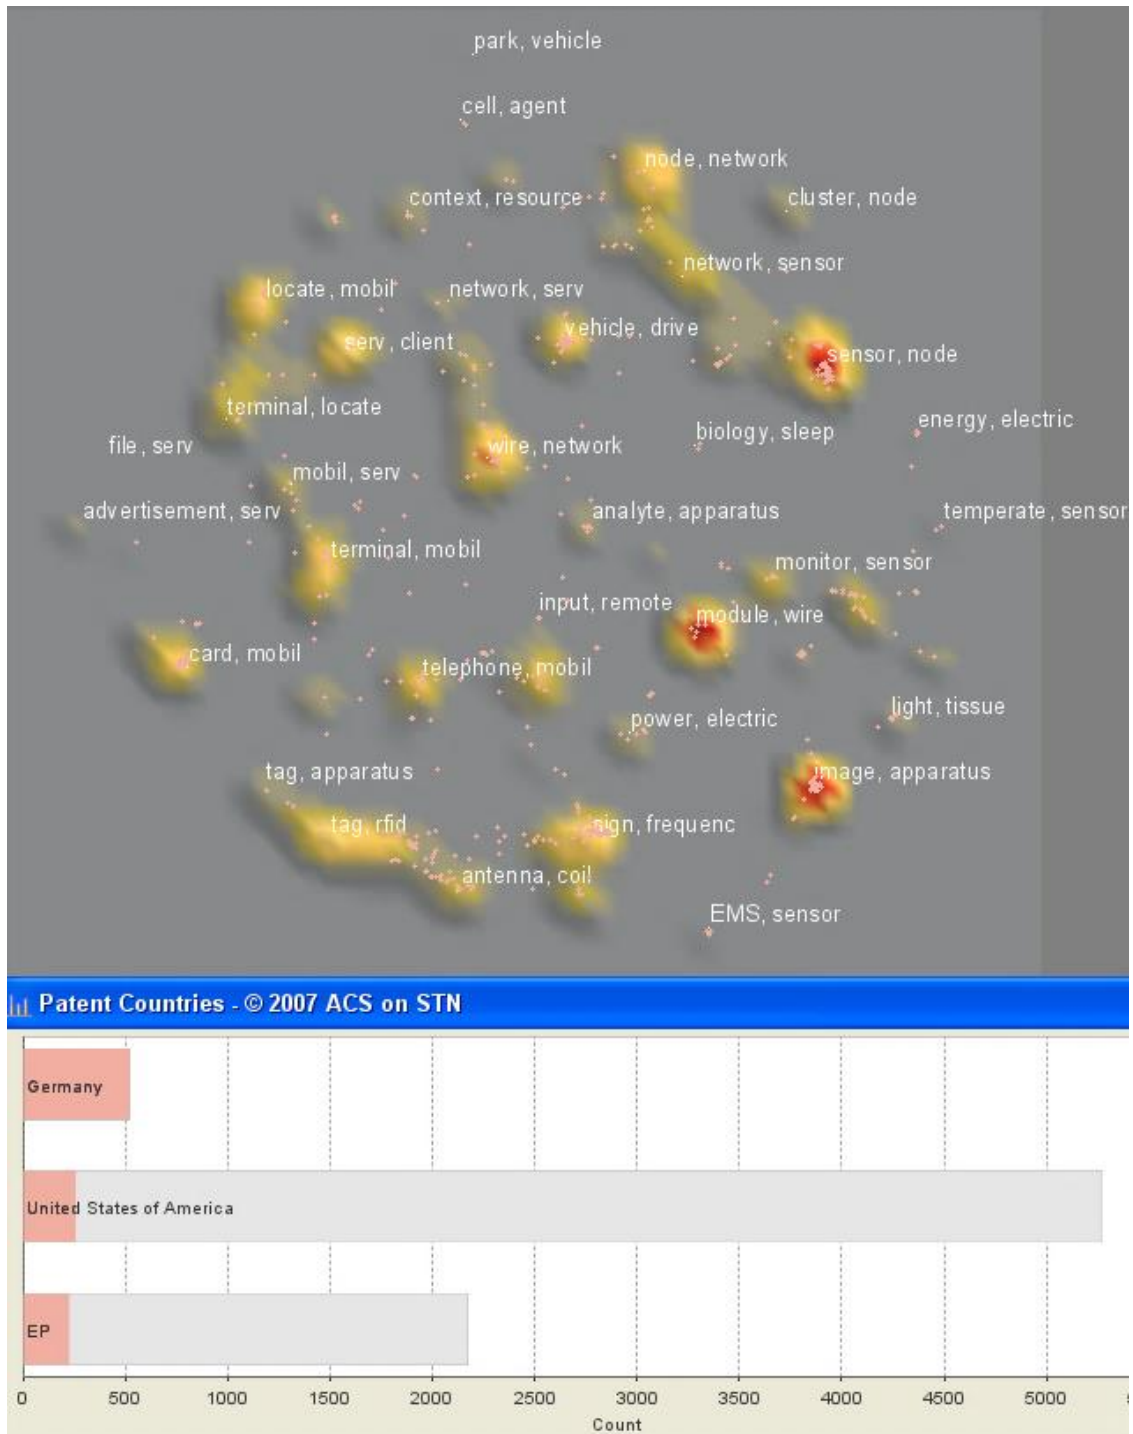 park, vehicle
cell, agent
node, network
context, resource
cluster, node
network, sensor
locate, mobil
network, serv
vehicle, drive
serv, client
sensor, node
terminal, locate
energy, electric
biology, sleep
file, serv
wire, network
mobil, serv
advertisement, serv
analyte, apparatus
temperate, sensor
terminal, mobil
monitor, sensor
input, remote
module, wire
card, mobil
telephone, mobil
light, tissue
power, electric
tag, apparatus
image, apparatus
tag, rfid
sign, frequenc
antenna, coil
EMS, sensor
Patent Countries - © 2007 ACS on STN
Germany
United States of America
EP
0 500 1000 1500 2000 2500 3000 3500 4000 4500 5000
Count